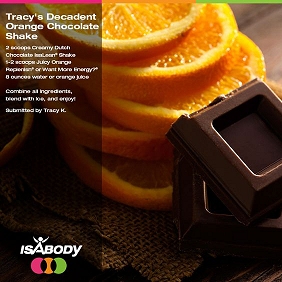 Tracy's Decadent
Orange Chocolate
Shake
2 scoops Creamy Dutch
Chocolate IsaLean® Shake
1-2 scoops Juicy Orange
Replenish® or Want More Energy?®
8 ounces water or orange juice
Combine all ingredients,
blend with ice, and enjoy!
Submitted by Tracy K.
ISABODY